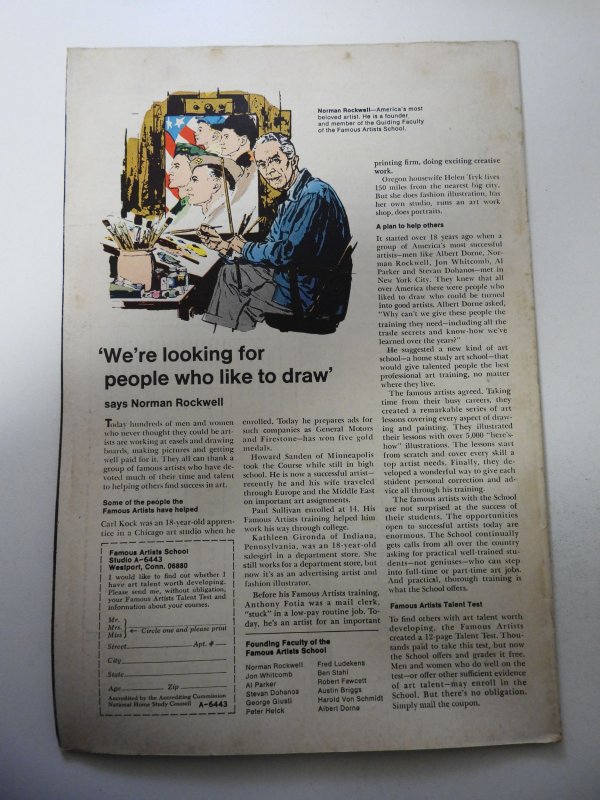 Norman Rockwell—America's most
beloved artist. He is a founder
and member of the Guiding Faculty
of the Famous Artists School.
'We're looking for
people who like to draw'
says Norman Rockwell
Today hundreds of men and women
who never thought they could be art-
ists are working at easels and drawing
boards, making pictures and getting
well paid for it. They all can thank a
group of famous artists who have de-
voted much of their time and talent
to helping others find success in art.
Some of the people the
Famous Artists have helped
Carl Kock was an 18-year-old appren-
tice in a Chicago art studio when he
enrolled. Today he prepares ads for
such companies as General Motors
and Firestone—has won five gold
medals.
Howard Sanden of Minneapolis
took the Course while still in high
school. He is now a successful artist—
recently he and his wife traveled
through Europe and the Middle East
on important art assignments.
Paul Sullivan enrolled at 14. His
Famous Artists training helped him
work his way through college.
Kathleen Gironda of Indiana,
Pennsylvania, was an 18-year-old
salesgirl in a department store. She
still works for a department store, but
now it's as an advertising artist and
fashion illustrator.
Before his Famous Artists training,
Anthony Fotia was a mail clerk,
"stuck" in a low-pay routine job. To-
day, he's an artist for an important
printing firm, doing exciting creative
work.
Oregon housewife Helen Tryk lives
150 miles from the nearest big city.
But she does fashion illustration, has
her own studio, runs an art work
shop, does portraits.
A plan to help others
It started over 18 years ago when a
group of America's most successful
artists—men like Albert Dorne, Nor-
man Rockwell, Jon Whitcomb, Al
Parker and Stevan Dohanos—met in
New York City. They knew that all
over America there were people who
liked to draw who could be turned
into good artists. Albert Dorne asked,
"Why can't we give these people the
training they need—including all the
trade secrets and know-how we've
learned over the years?"
He suggested a new kind of art
school—a home study art school—that
would give talented people the best
professional art training, no matter
where they live.
The famous artists agreed. Taking
time from their busy careers, they
created a remarkable series of art
lessons covering every aspect of draw-
ing and painting. They illustrated
their lessons with over 5,000 "here's-
how" illustrations. The lessons start
from scratch and cover every skill a
top artist needs. Finally, they de-
veloped a wonderful way to give each
student personal correction and ad-
vice all through his training.
The famous artists with the School
are not surprised at the success of
their students. The opportunities
open to successful artists today are
enormous. The School continually
gets calls from all over the country
asking for practical well-trained stu-
dents—not geniuses—who can step
into full-time or part-time art jobs.
And practical, thorough training is
what the School offers.
Famous Artists Talent Test
To find others with art talent worth
developing, the Famous Artists
created a 12-page Talent Test. Thou-
sands paid to take this test, but now
the School offers and grades it free.
Men and women who do well on the
test—or offer other sufficient evidence
of art talent—may enroll in the
School. But there's no obligation.
Simply mail the coupon.
Famous Artists School
Studio A-6443
Westport, Conn. 06880
I would like to find out whether I
have art talent worth developing.
Please send me, without obligation,
your Famous Artists Talent Test and
information about your courses.
Mr.
Mrs. ← Circle one and please print
Miss
Street Apt. #
City
State
Age Zip
Accredited by the Accrediting Commission
National Home Study Council A-6443
Founding Faculty of the
Famous Artists School
Norman Rockwell
Jon Whitcomb
Al Parker
Stevan Dohanos
George Giusti
Peter Helck
Fred Ludekens
Ben Stahl
Robert Fawcett
Austin Briggs
Harold Von Schmidt
Albert Dorne